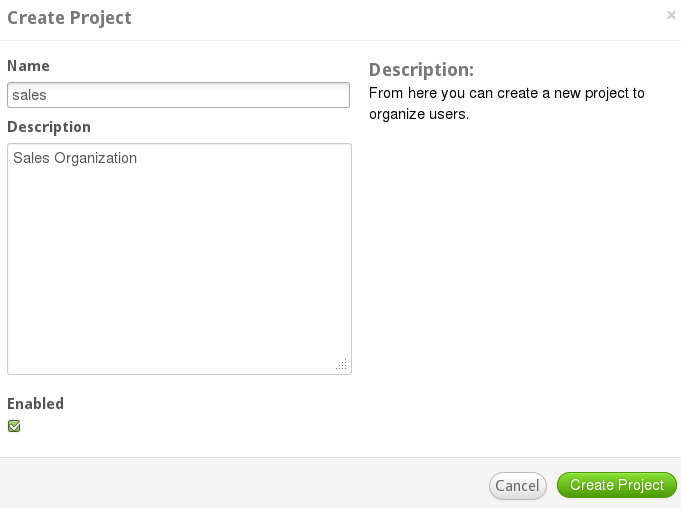 Create Project
×
Name
sales
Description
Sales Organization
Enabled
Description:
From here you can create a new project to
organize users.
Cancel
Create Project